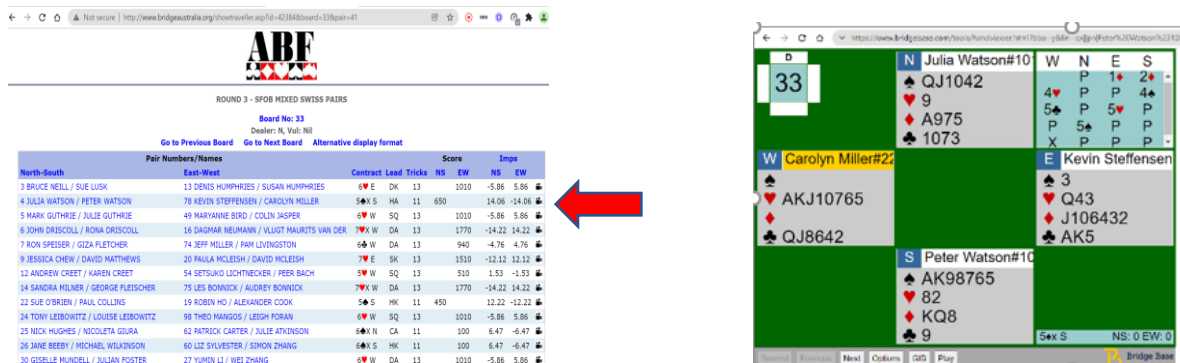 Not secure | http://www.bridgeaustralia.org/showtraveller.asp?id=42384&board=33&pair=41
ABF
ROUND 3 - SFOB MIXED SWISS PAIRS
Board No: 33
Dealer: N, Vul: Nil
Go to Previous Board Go to Next Board Alternative display format
Pair Numbers/Names Score Imps
North-South East-West Contract Lead Tricks NS EW NS EW
3 BRUCE NEILL / SUE LUSK 13 DENIS HUMPHRIES / SUSAN HUMPHRIES 6♥ E DK 13 1010 -5.86 5.86
4 JULIA WATSON / PETER WATSON 78 KEVIN STEFFENSEN / CAROLYN MILLER 5♠X S HA 11 650 14.06 -14.06
5 MARK GUTHRIE / JULIE GUTHRIE 49 MARYANNE BIRD / COLIN JASPER 6♥ W SQ 13 1010 -5.86 5.86
6 JOHN DRISCOLL / RONA DRISCOLL 16 DAGMAR NEUMANN / VLUGT MAURITS VAN DER 7♥X W DA 13 1770 -14.22 14.22
7 RON SPEISER / GIZA FLETCHER 74 JEFF MILLER / PAM LIVINGSTON 6♣ W DA 13 940 -4.76 4.76
9 JESSICA CHEW / DAVID MATTHEWS 20 PAULA MCLEISH / DAVID MCLEISH 7♥ E SK 13 1510 -12.12 12.12
12 ANDREW CREET / KAREN CREET 54 SETSUKO LICHTNECKER / PEER BACH 5♥ W SQ 13 510 1.53 -1.53
14 SANDRA MILNER / GEORGE FLEISCHER 75 LES BONNICK / AUDREY BONNICK 7♥X W DA 13 1770 -14.22 14.22
22 SUE O'BRIEN / PAUL COLLINS 19 ROBIN HO / ALEXANDER COOK 5♠ S HK 11 450 12.22 -12.22
24 TONY LEIBOWITZ / LOUISE LEIBOWITZ 98 THEO MANGOS / LEIGH FORAN 6♥ W SQ 13 1010 -5.86 5.86
25 NICK HUGHES / NICOLETA GIURA 62 PATRICK CARTER / JULIE ATKINSON 6♠X N CA 11 100 6.47 -6.47
26 JANE BEEBY / MICHAEL WILKINSON 60 LIZ SYLVESTER / SIMON ZHANG 6♠X S HK 11 100 6.47 -6.47
30 GISELLE MUNDELL / JULIAN FOSTER 27 YUMIN LI / WEI ZHANG 6♥ W DA 13 1010 -5.86 5.86
D
33
N Julia Watson#10
♠ QJ1042
♥ 9
♦ A975
♣ 1073
W N E S
P 1♦ 2♦
4♥ P P 4♠
5♣ P 5♥ P
P 5♠ P P
X P P P
W Carolyn Miller#22
♠
♥ AKJ10765
♦
♣ QJ8642
E Kevin Steffensen
♠ 3
♥ Q43
♦ J106432
♣ AK5
S Peter Watson#10
♠ AK98765
♥ 82
♦ KQ8
♣ 9
5♠x S NS: 0 EW: 0
Rewind Previous Next Options GIB Play Bridge Base